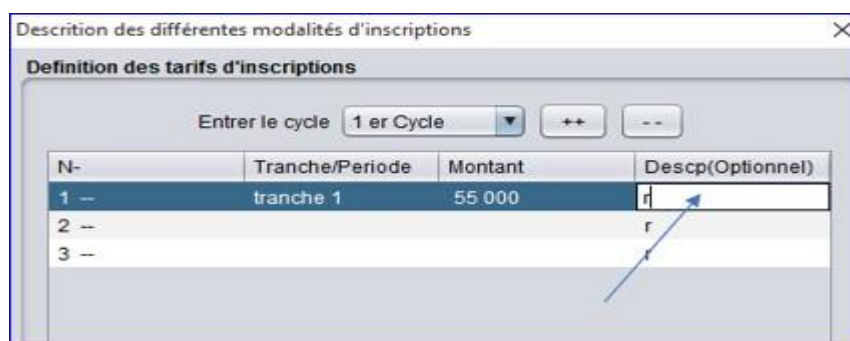 Descrition des différentes modalités d'inscriptions
Definition des tarifs d'inscriptions
Entrer le cycle 1 er Cycle ++ --
N- Tranche/Periode Montant Descp(Optionnel)
1 -- tranche 1 55 000 r
2 -- r
3 -- r